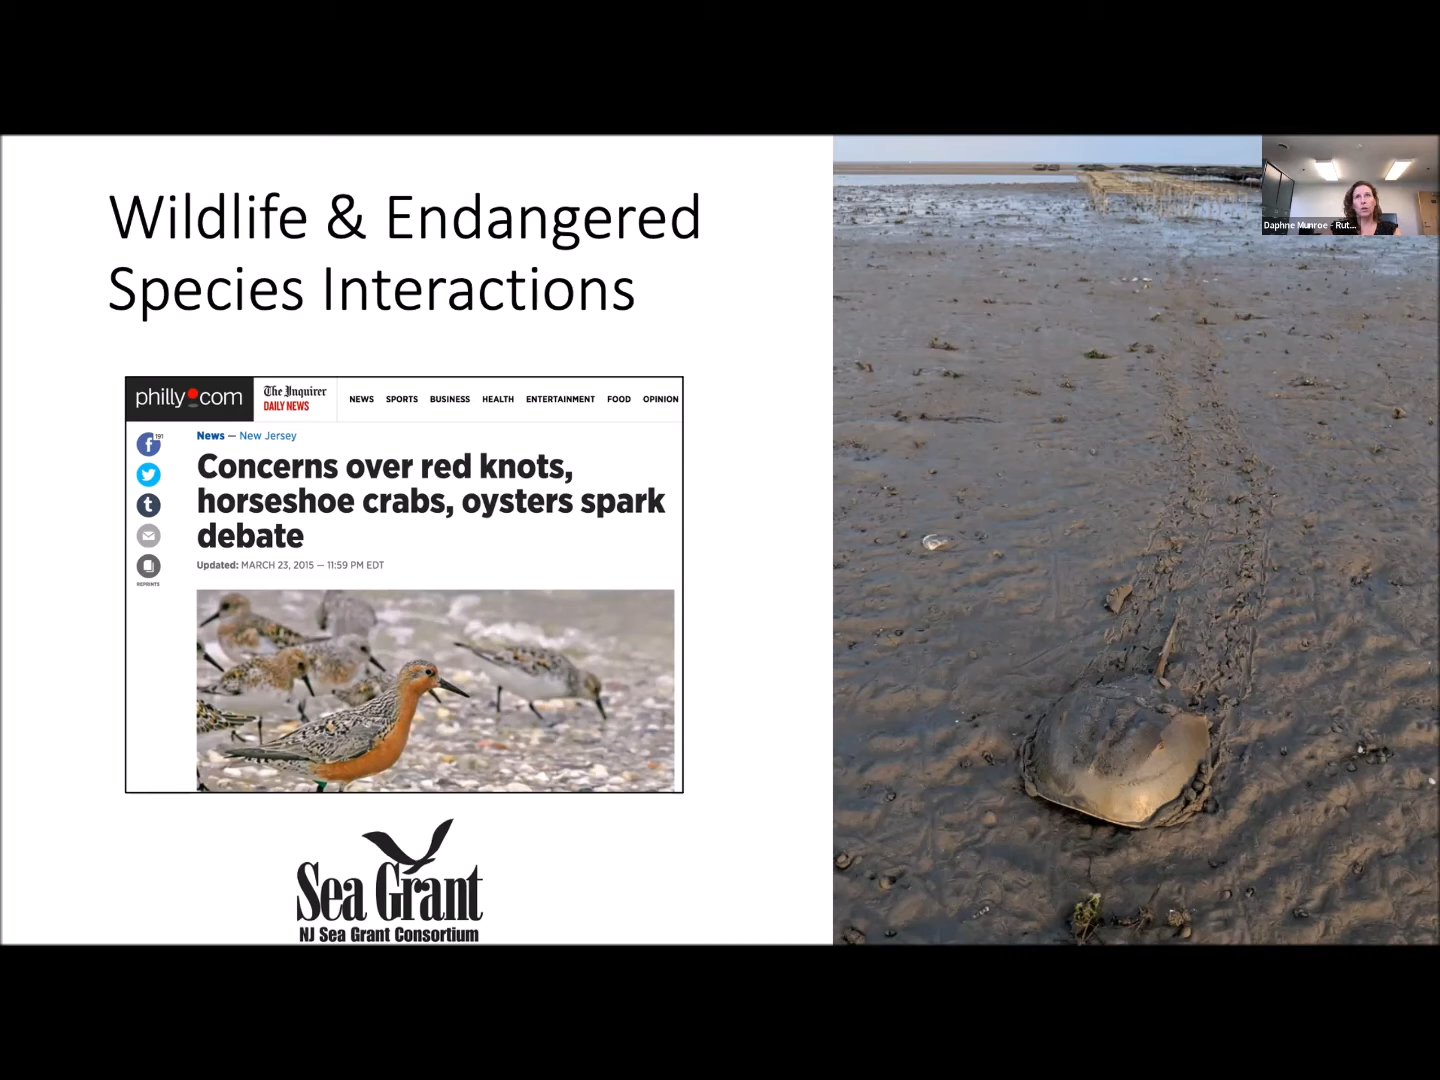 Wildlife & Endangered
Species Interactions
philly.com
The Inquirer
DAILY NEWS
NEWS SPORTS BUSINESS HEALTH ENTERTAINMENT FOOD OPINION
191
News — New Jersey
Concerns over red knots,
horseshoe crabs, oysters spark
debate
Updated: MARCH 23, 2015 — 11:59 PM EDT
REPRINTS
Sea Grant
NJ Sea Grant Consortium
Daphne Munroe - Rut...